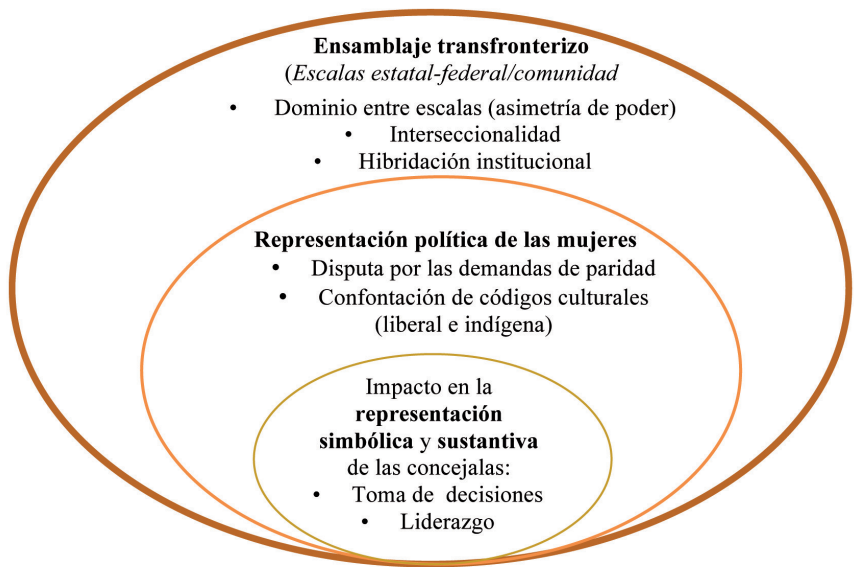 Ensamblaje transfronterizo
(Escalas estatal-federal/comunidad
• Dominio entre escalas (asimetría de poder)
• Interseccionalidad
• Hibridación institucional
Representación política de las mujeres
• Disputa por las demandas de paridad
• Confontación de códigos culturales
(liberal e indígena)
Impacto en la
representación
simbólica y sustantiva
de las concejalas:
• Toma de decisiones
• Liderazgo